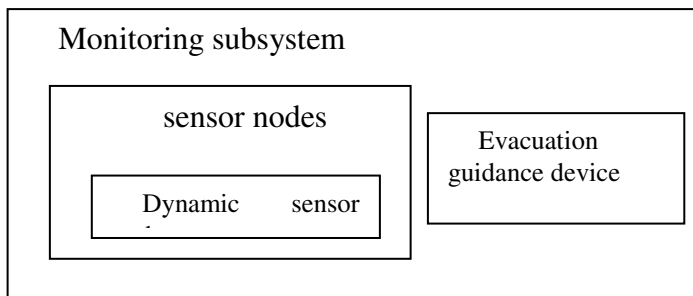 Monitoring subsystem
sensor nodes
Evacuation
guidance device
Dynamic sensor